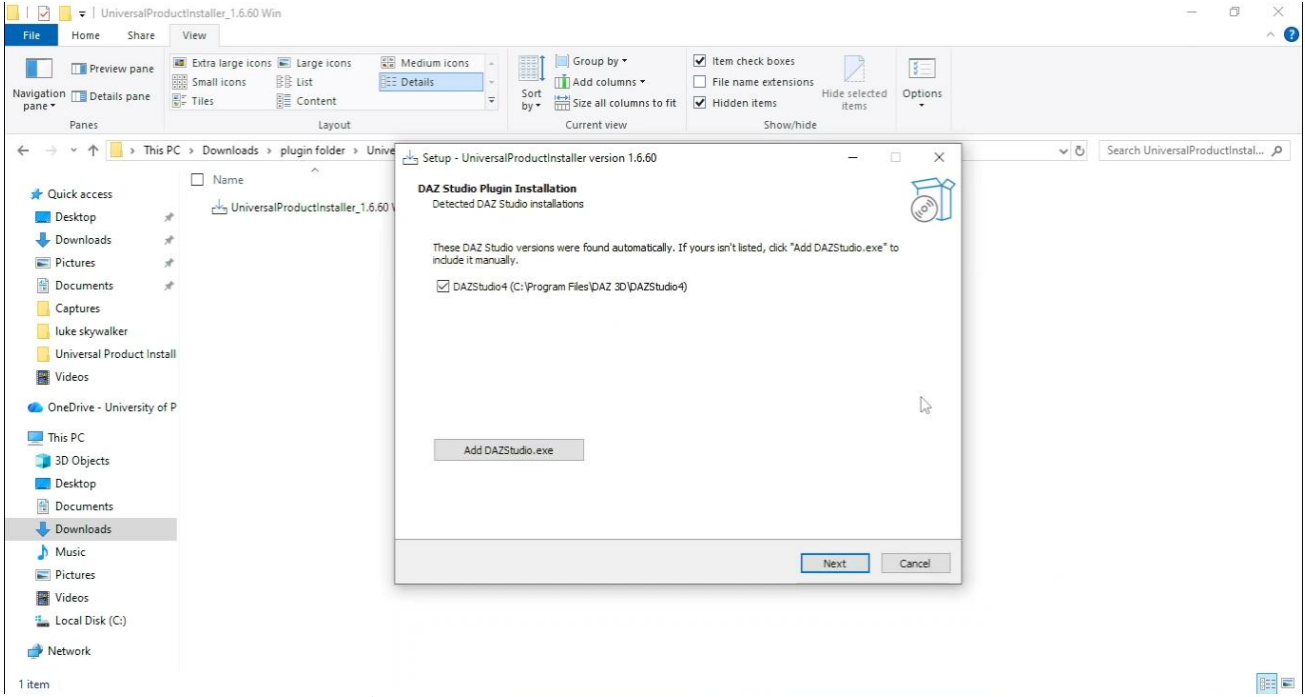 UniversalProductInstaller_1.6.60 Win
File Home Share View
Navigation pane
Preview pane
Details pane
Panes
Extra large icons Large icons Medium icons
Small icons List Details
Tiles Content
Layout
Sort by
Group by
Add columns
Size all columns to fit
Current view
Item check boxes
File name extensions
Hidden items
Hide selected items
Show/hide
Options
This PC > Downloads > plugin folder > Unive
Search UniversalProductInstal...
Quick access
Desktop
Downloads
Pictures
Documents
Captures
luke skywalker
Universal Product Install
Videos
OneDrive - University of P
This PC
3D Objects
Desktop
Documents
Downloads
Music
Pictures
Videos
Local Disk (C:)
Network
1 item
Name
UniversalProductInstaller_1.6.60
Setup - UniversalProductInstaller version 1.6.60
DAZ Studio Plugin Installation
Detected DAZ Studio installations
These DAZ Studio versions were found automatically. If yours isn't listed, click "Add DAZStudio.exe" to
include it manually.
DAZStudio4 (C:\Program Files\DAZ 3D\DAZStudio4)
Add DAZStudio.exe
Next Cancel